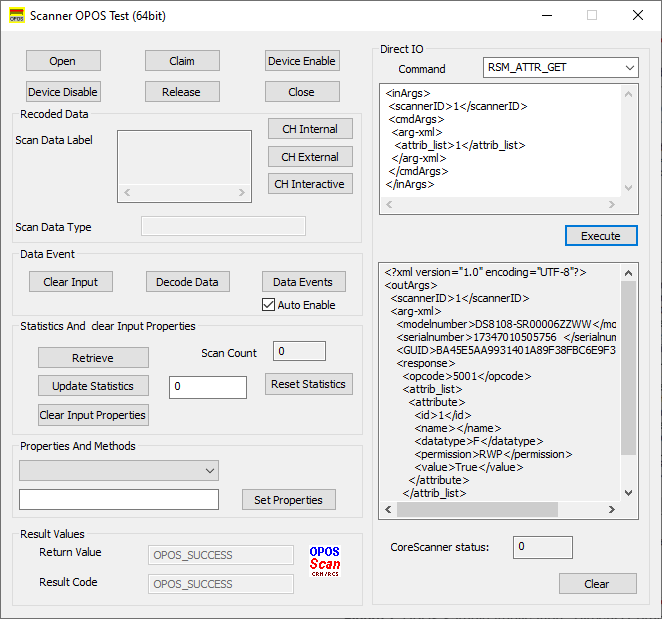 OPOS
Scanner OPOS Test (64bit)
Open
Claim
Device Enable
Device Disable
Release
Close
Recoded Data
Scan Data Label
CH Internal
CH External
CH Interactive
Scan Data Type
Data Event
Clear Input
Decode Data
Data Events
Auto Enable
Statistics And clear Input Properties
Retrieve
Scan Count
0
Update Statistics
0
Reset Statistics
Clear Input Properties
Properties And Methods
Set Properties
Result Values
Return Value
OPOS_SUCCESS
Result Code
OPOS_SUCCESS
OPOS
Scan
CRM/RCS
Direct IO
Command
RSM_ATTR_GET
<inArgs>
<scannerID>1</scannerID>
<cmdArgs>
<arg-xml>
<attrib_list>1</attrib_list>
</arg-xml>
</cmdArgs>
</inArgs>
Execute
<?xml version="1.0" encoding="UTF-8"?>
<outArgs>
<scannerID>1</scannerID>
<arg-xml>
<modelnumber>DS8108-SR00006ZZWW</mo
<serialnumber>17347010505756 </serialnum
<GUID>BA45E5AA9931401A89F38FBC6E9F3
<response>
<opcode>5001</opcode>
<attrib_list>
<attribute>
<id>1</id>
<name></name>
<datatype>F</datatype>
<permission>RWP</permission>
<value>True</value>
</attribute>
</attrib_list>
CoreScanner status:
0
Clear